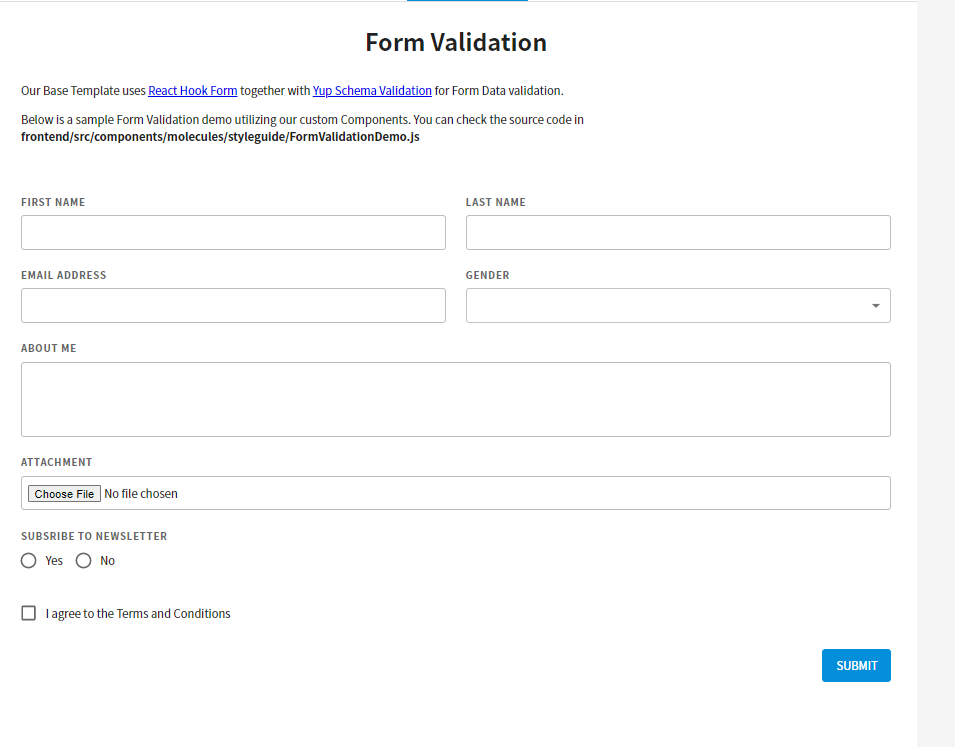 Form Validation
Our Base Template uses React Hook Form together with Yup Schema Validation for Form Data validation.
Below is a sample Form Validation demo utilizing our custom Components. You can check the source code in
frontend/src/components/molecules/styleguide/FormValidationDemo.js
FIRST NAME
LAST NAME
EMAIL ADDRESS
GENDER
ABOUT ME
ATTACHMENT
Choose File No file chosen
SUBSRIBE TO NEWSLETTER
Yes No
I agree to the Terms and Conditions
SUBMIT